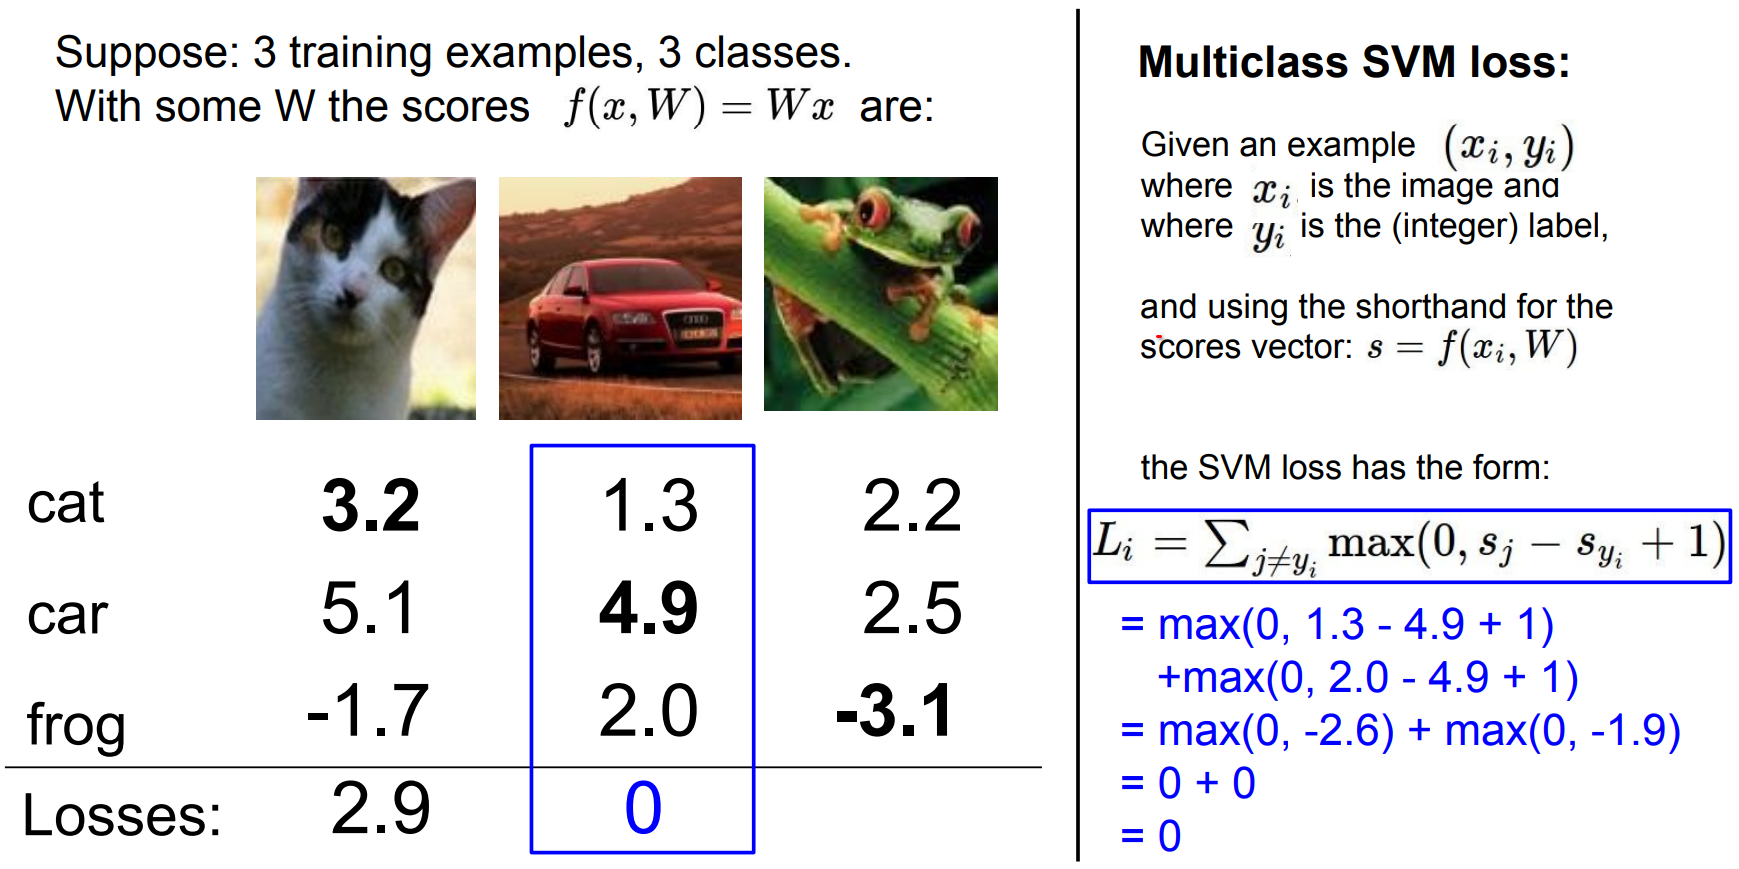 Suppose: 3 training examples, 3 classes.
With some W the scores f(x, W) = Wx are:
cat 3.2 1.3 2.2
car 5.1 4.9 2.5
frog -1.7 2.0 -3.1
Losses: 2.9 0
Multiclass SVM loss:
Given an example (x_i, y_i)
where x_i is the image and
where y_i is the (integer) label,
and using the shorthand for the
scores vector: s = f(x_i, W)
the SVM loss has the form:
L_i = ∑_{j≠y_i} max(0, s_j − s_{y_i} + 1)
= max(0, 1.3 - 4.9 + 1)
+max(0, 2.0 - 4.9 + 1)
= max(0, -2.6) + max(0, -1.9)
= 0 + 0
= 0